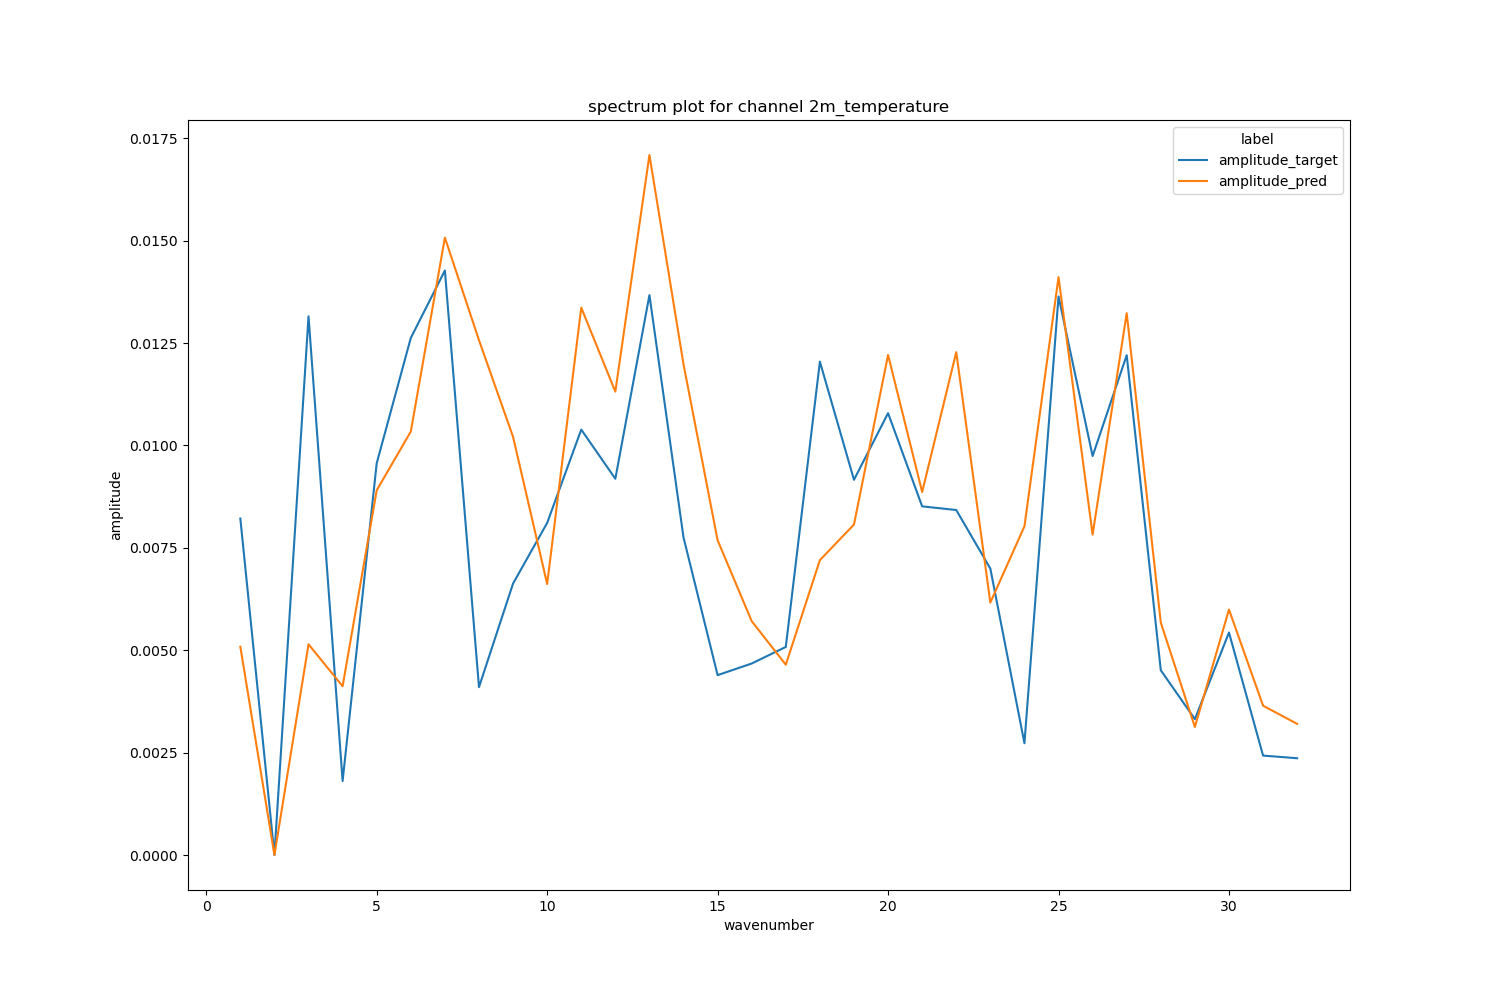 spectrum plot for channel 2m_temperature
label
amplitude_target
amplitude_pred
0.0175
0.0150
0.0125
0.0100
0.0075
0.0050
0.0025
0.0000
amplitude
0 5 10 15 20 25 30
wavenumber